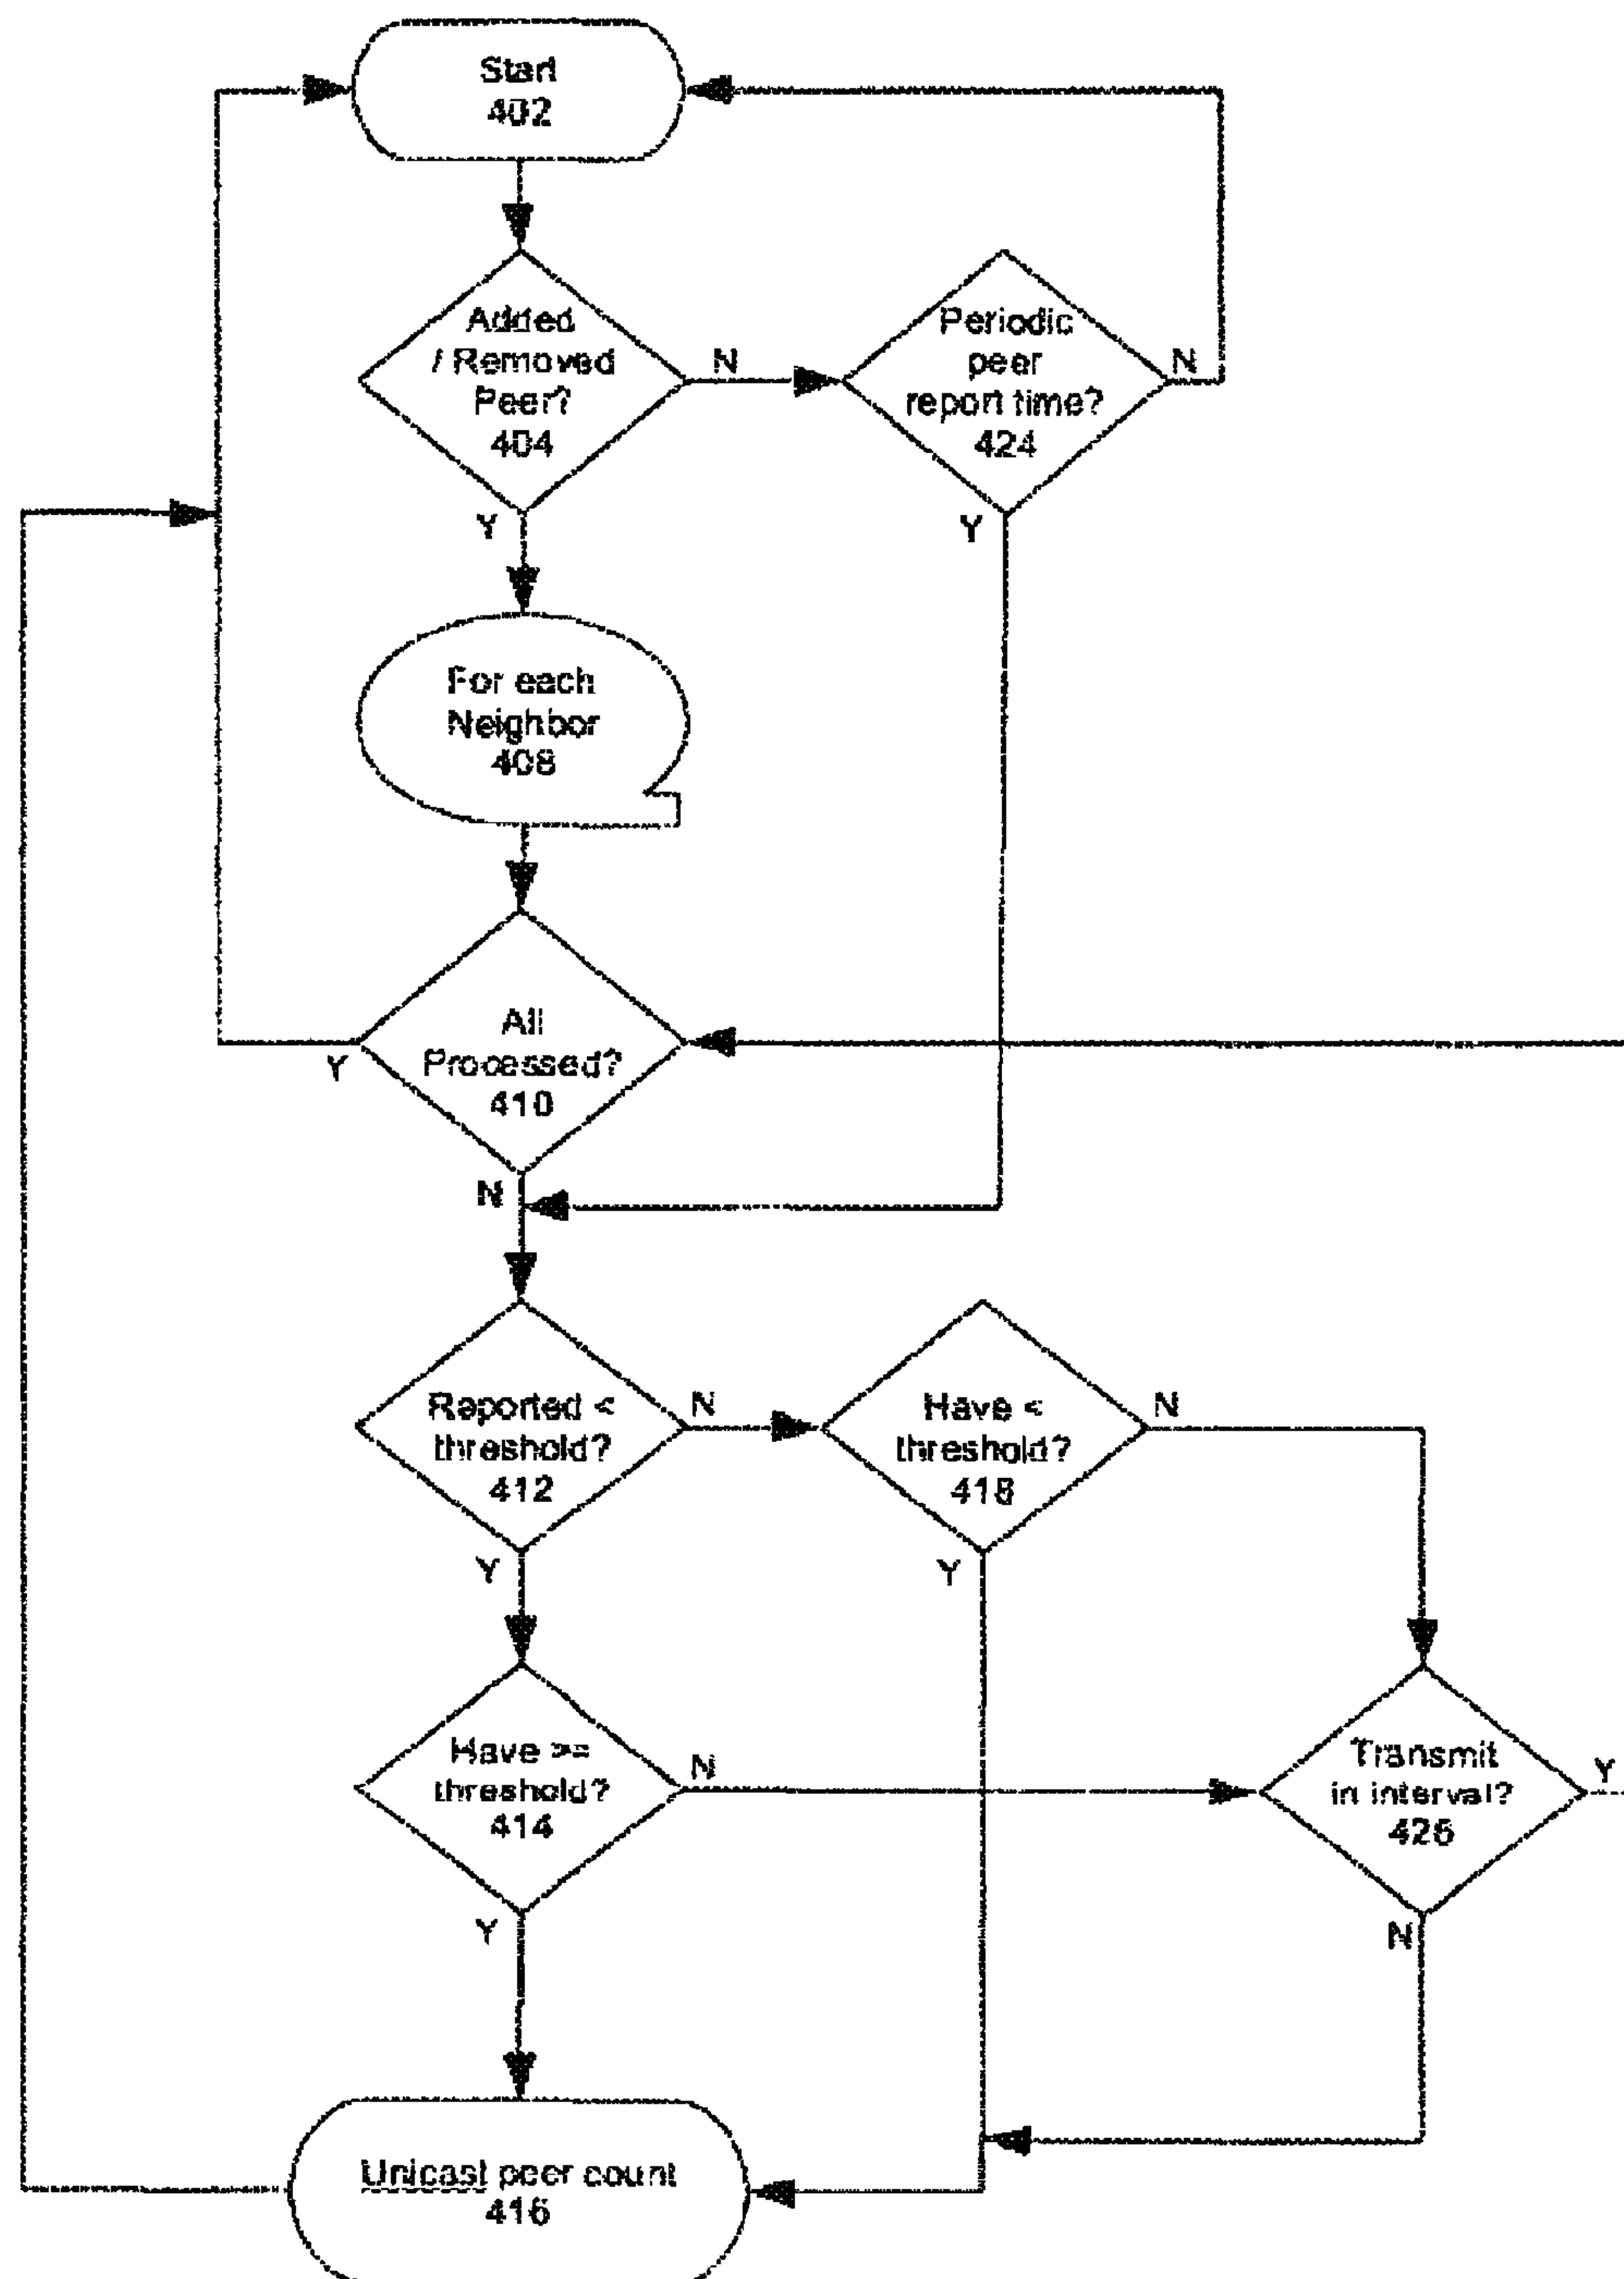 Start
402
Added
/ Removed
Peer?
404
N
Y
Periodic
peer
report time?
424
N
Y
For each
Neighbor
408
All
Processed?
410
Y
N
Reported <
threshold?
412
N
Y
Have <
threshold?
418
N
Y
Have >=
threshold?
414
N
Y
Transmit
in interval?
426
Y
N
Unicast peer count
416